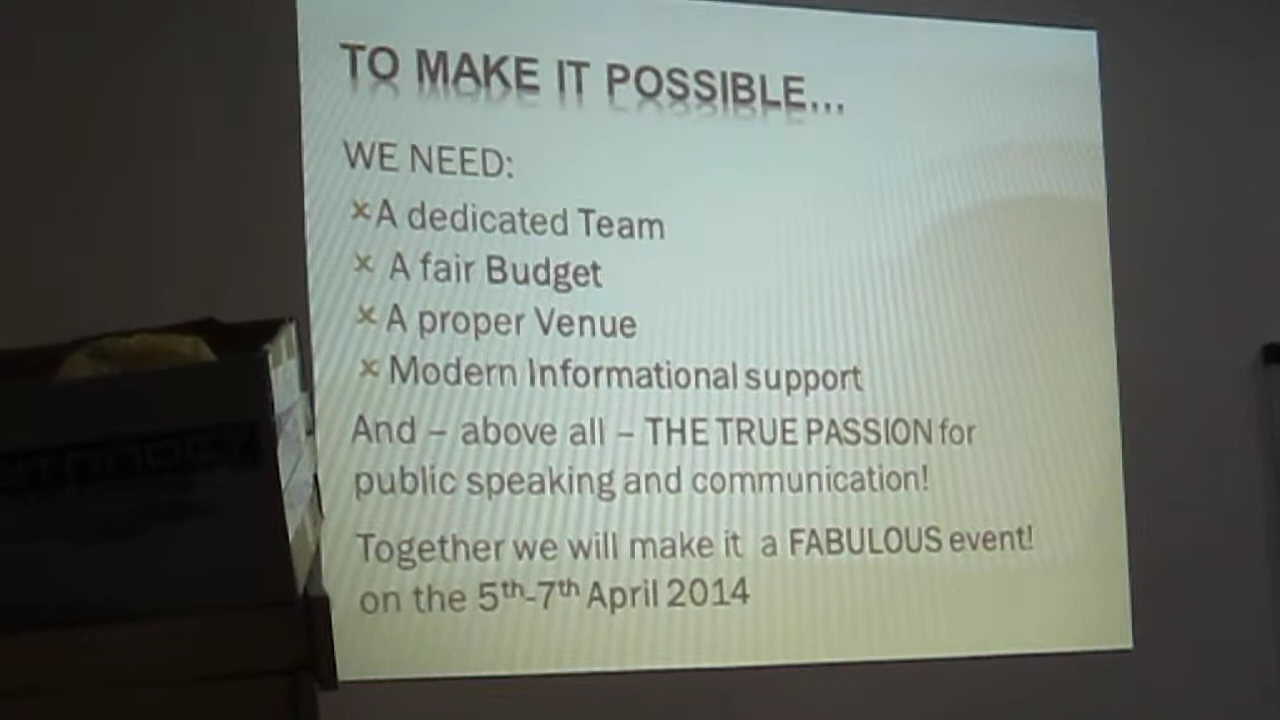 TO MAKE IT POSSIBLE...
WE NEED:
×A dedicated Team
× A fair Budget
× A proper Venue
× Modern Informational support
And – above all – THE TRUE PASSION for
public speaking and communication!
Together we will make it a FABULOUS event!
on the 5th-7th April 2014